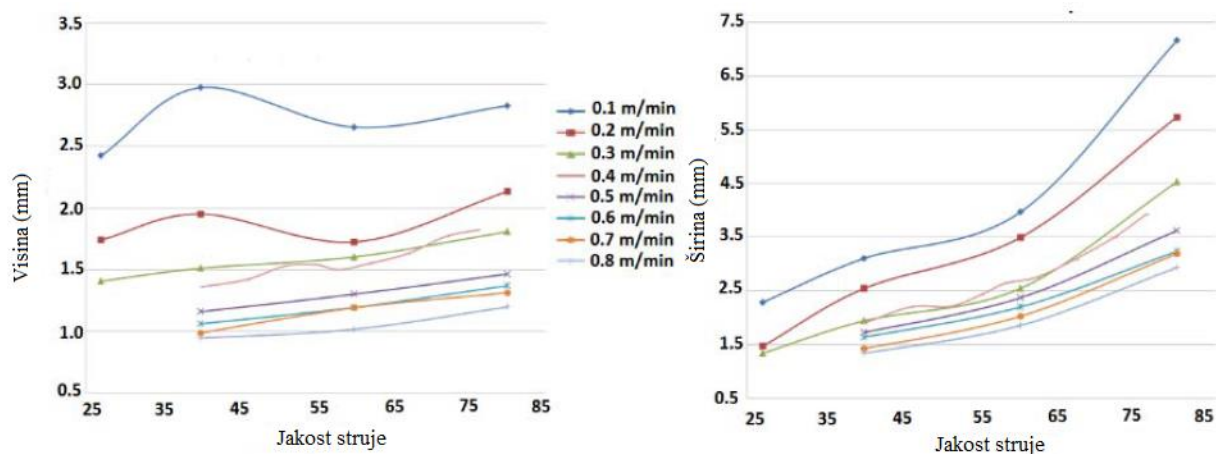 3.5
3.0
2.5
2.0
1.5
1.0
0.5
Visina (mm)
25 35 45 55 65 75 85
Jakost struje
0.1 m/min
0.2 m/min
0.3 m/min
0.4 m/min
0.5 m/min
0.6 m/min
0.7 m/min
0.8 m/min
7.5
6.5
5.5
4.5
3.5
2.5
1.5
0.5
Širina (mm)
25 35 45 55 65 75 85
Jakost struje